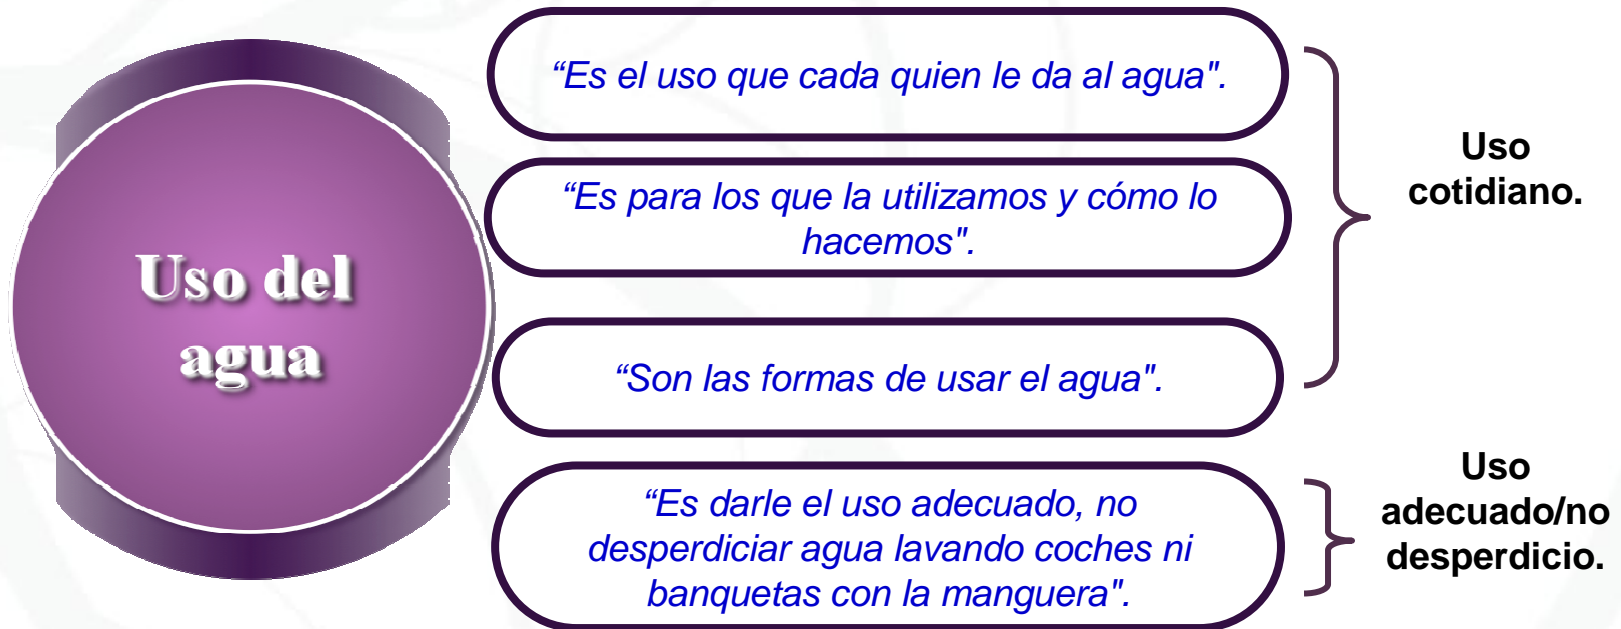 Uso del
agua
“Es el uso que cada quien le da al agua".
“Es para los que la utilizamos y cómo lo
hacemos".
“Son las formas de usar el agua".
Uso
cotidiano.
“Es darle el uso adecuado, no
desperdiciar agua lavando coches ni
banquetas con la manguera".
Uso
adecuado/no
desperdicio.